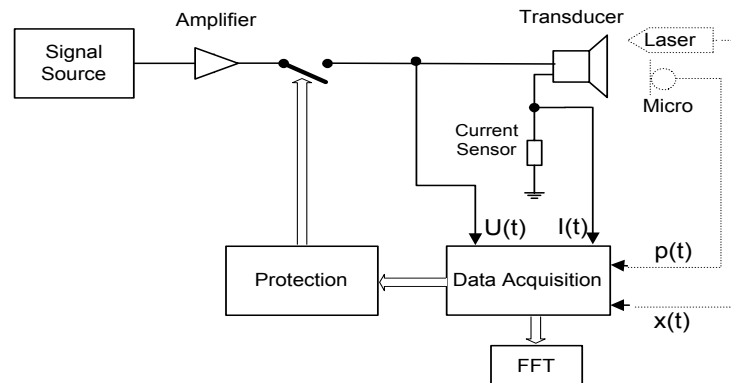 Amplifier
Transducer
Signal
Source
Laser
Micro
Current
Sensor
U(t)
I(t)
p(t)
Protection
Data Acquisition
x(t)
FFT